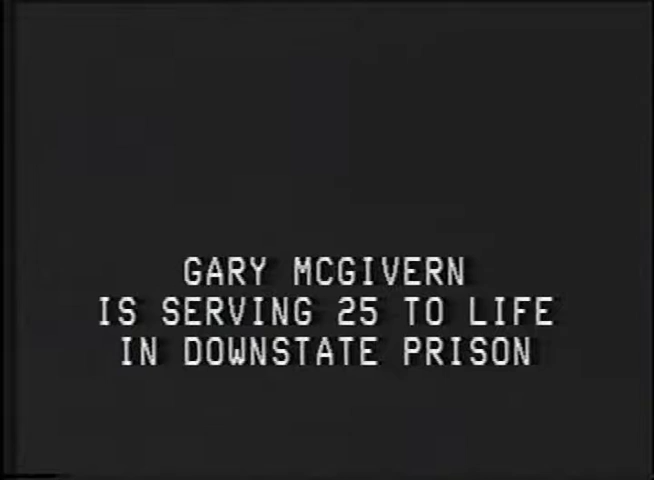 GARY MCGIVERN
IS SERVING 25 TO LIFE
IN DOWNSTATE PRISON